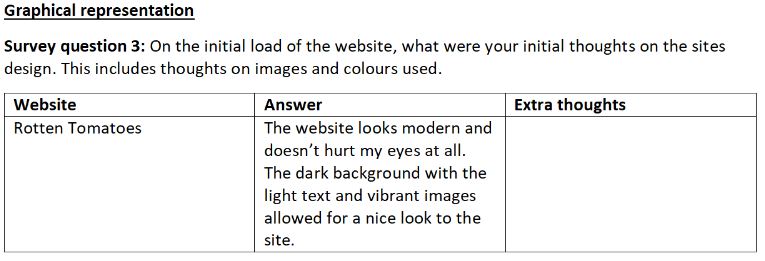 Graphical representation
Survey question 3: On the initial load of the website, what were your initial thoughts on the sites
design. This includes thoughts on images and colours used.
Website Answer Extra thoughts
Rotten Tomatoes The website looks modern and
doesn't hurt my eyes at all.
The dark background with the
light text and vibrant images
allowed for a nice look to the
site.